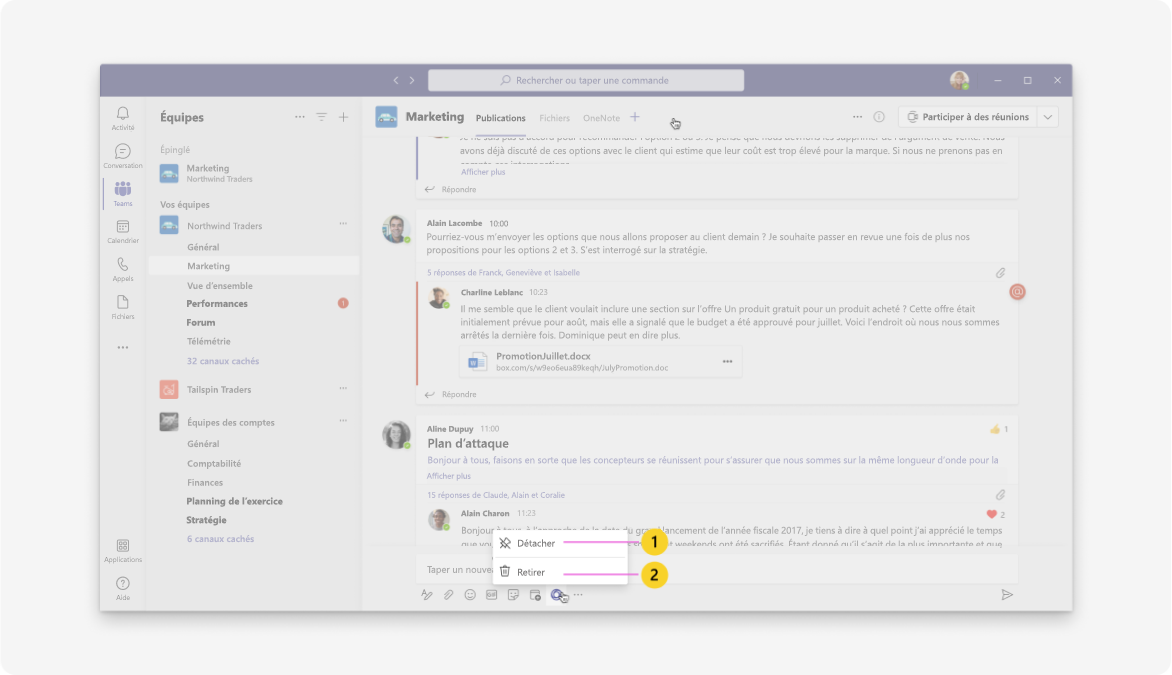 Rechercher ou taper une commande
Activité
Conversation
Teams
Calendrier
Appels
Fichiers
Applications
Aide
Équipes
Épinglé
Marketing
Northwind Traders
Vos équipes
Northwind Traders
Général
Marketing
Vue d'ensemble
Performances
Forum
Télémétrie
32 canaux cachés
Tailspin Traders
Équipes des comptes
Général
Comptabilité
Finances
Planning de l'exercice
Stratégie
6 canaux cachés
Marketing Publications Fichiers OneNote
Participer à des réunions
avons déjà discuté de ces options avec le client qui estime que leur coût est trop élevé pour la marque. Si nous ne prenons pas en
Afficher plus
Répondre
Alain Lacombe 10:00
Pourriez-vous m'envoyer les options que nous allons proposer au client demain ? Je souhaite passer en revue une fois de plus nos
propositions pour les options 2 et 3. S'est interrogé sur la stratégie.
5 réponses de Franck, Geneviève et Isabelle
Charline Leblanc 10:23
Il me semble que le client voulait inclure une section sur l'offre Un produit gratuit pour un produit acheté ? Cette offre était
initialement prévue pour août, mais elle a signalé que le budget a été approuvé pour juillet. Voici l'endroit où nous nous sommes
arrêtés la dernière fois. Dominique peut en dire plus.
PromotionJuillet.docx
box.com/s/w9eo6eua89keqh/JulyPromotion.doc
Répondre
Aline Dupuy 11:00
1
Plan d'attaque
Bonjour à tous, faisons en sorte que les concepteurs se réunissent pour s'assurer que nous sommes sur la même longueur d'onde pour la
Afficher plus
15 réponses de Claude, Alain et Coralie
Alain Charon 11:23
2
Bonjour à tous, à l'approche de la date du grand lancement de l'année fiscale 2017, je tiens à dire à quel point j'ai apprécié le temps
que vous weekends ont été sacrifiés. Étant donné qu'il s'agit de la plus importante et que
Détacher
1
Retirer
2
Taper un nouveau